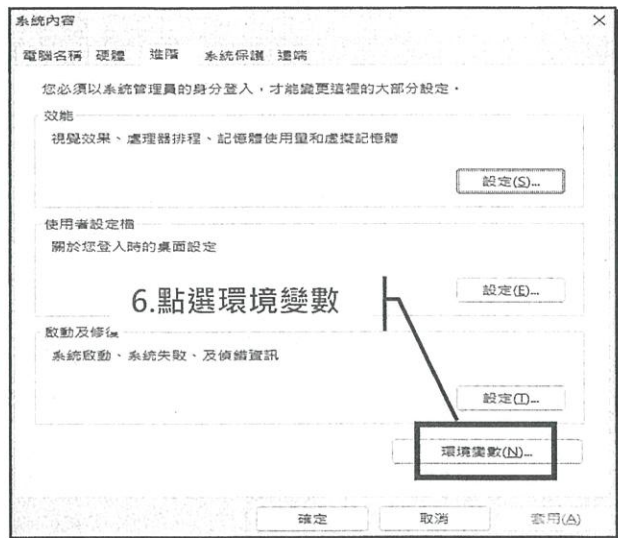 系統內容
電腦名稱 硬體 進階 系統保護 遠端
您必須以系統管理員的身分登入，才能變更這裡的大部分設定。
效能
視覺效果、處理器排程、記憶體使用量和虛擬記憶體
設定(S)...
使用者設定檔
關於您登入時的桌面設定
設定(E)...
6.點選環境變數
啟動及修復
系統啟動、系統失敗、及偵錯資訊
設定(T)...
環境變數(N)...
確定 取消 套用(A)